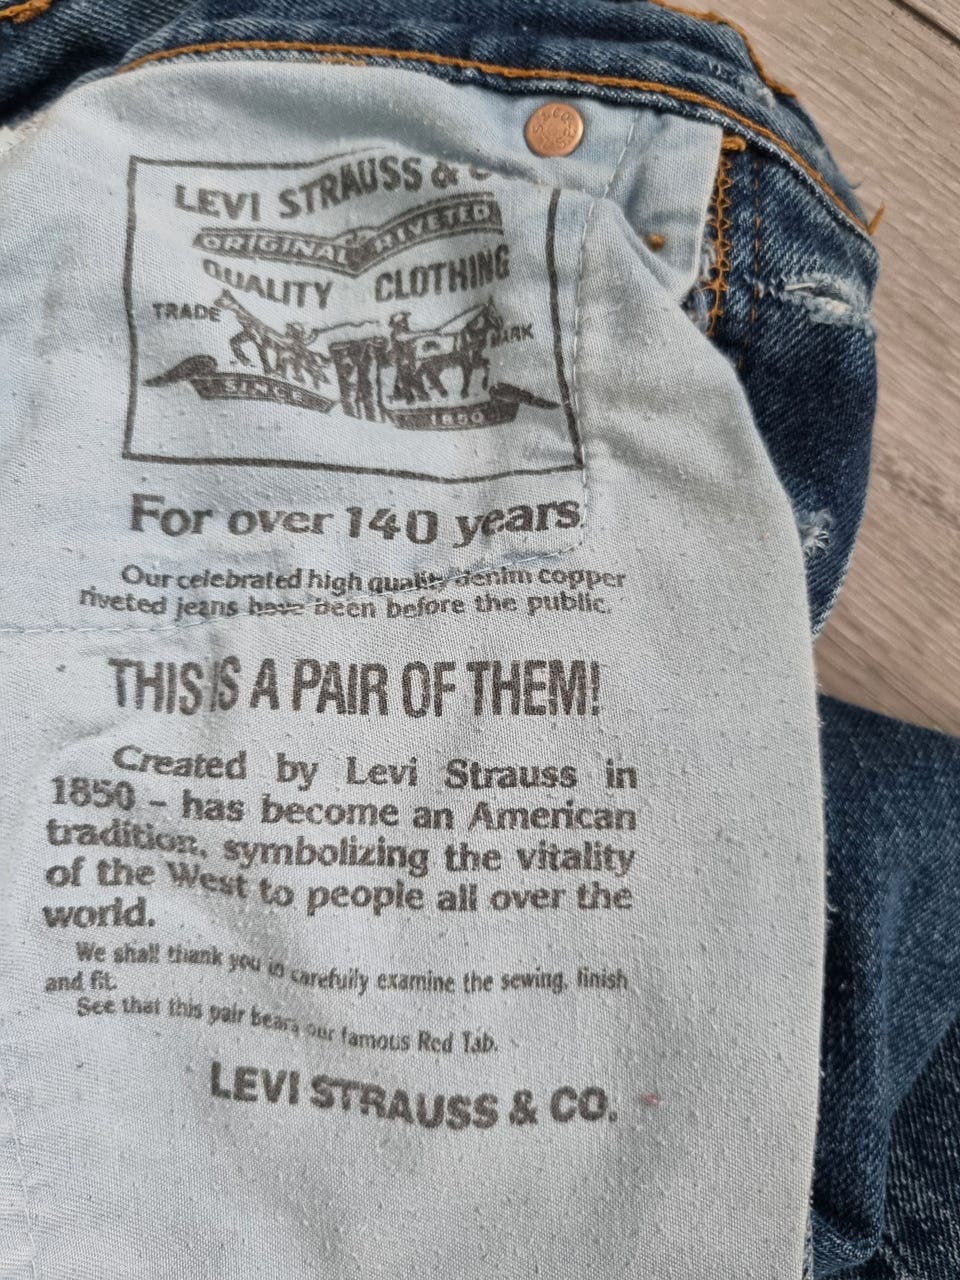 LEVI STRAUSS &
ORIGINAL RIVETED
QUALITY CLOTHING
TRADE MARK
SINCE 1850
For over 140 years
Our celebrated high quality denim copper
riveted jeans have been before the public.
THIS IS A PAIR OF THEM!
Created by Levi Strauss in
1850 – has become an American
tradition, symbolizing the vitality
of the West to people all over the
world.
We shall thank you to carefully examine the sewing, finish
and fit.
See that this pair bears our famous Red Tab.
LEVI STRAUSS & CO.